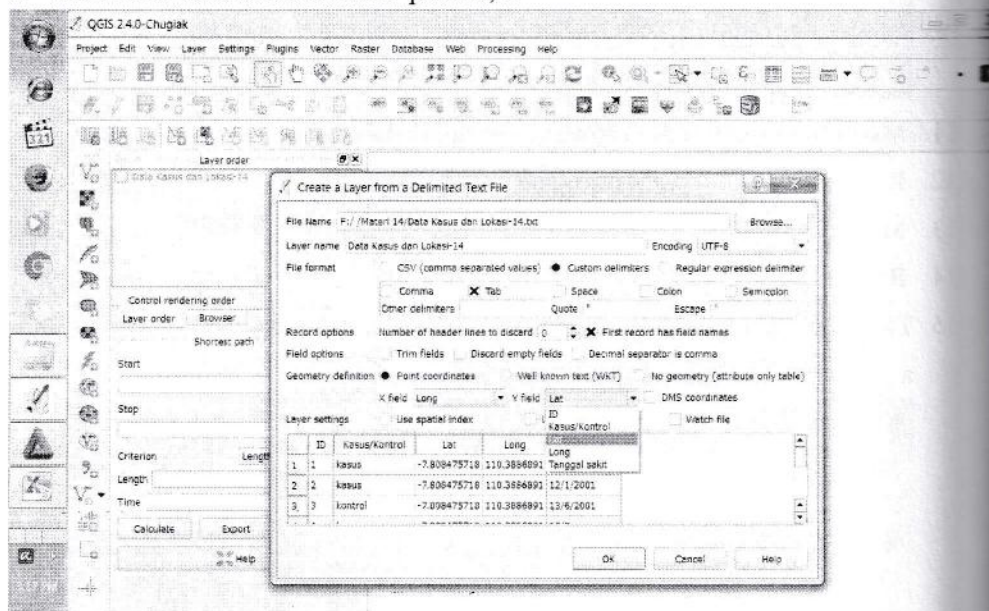 QGIS 2.4.0-Chugiak
Project Edit View Layer Settings Plugins Vector Raster Database Web Processing Help
Layer order
Data Kasus dan Lokasi-14
Control rendering order
Layer order Browser
Shortest path
Start
Stop
Criterion Length
Length
Time
Calculate Export
Help
Create a Layer from a Delimited Text File
File Name F:/ /Materi 14/Data Kasus dan Lokasi-14.txt Browse...
Layer name Data Kasus dan Lokasi-14 Encoding UTF-8
File format CSV (comma separated values) Custom delimiters Regular expression delimiter
Comma Tab Space Colon Semicolon
Other delimiters Quote " Escape "
Record options Number of header lines to discard 0 First record has field names
Field options Trim fields Discard empty fields Decimal separator is comma
Geometry definition Point coordinates Well known text (WKT) No geometry (attribute only table)
X field Long Y field Lat DMS coordinates
ID
Kasus/Kontrol
Lat
Long
Tanggal sakit
Layer settings Use spatial index Watch file
ID Kasus/Kontrol Lat Long
1 1 kasus -7.808475718 110.3886891
2 2 kasus -7.808475718 110.3886891 12/1/2001
3 3 kontrol -7.808475718 110.3886891 13/6/2001
OK Cancel Help